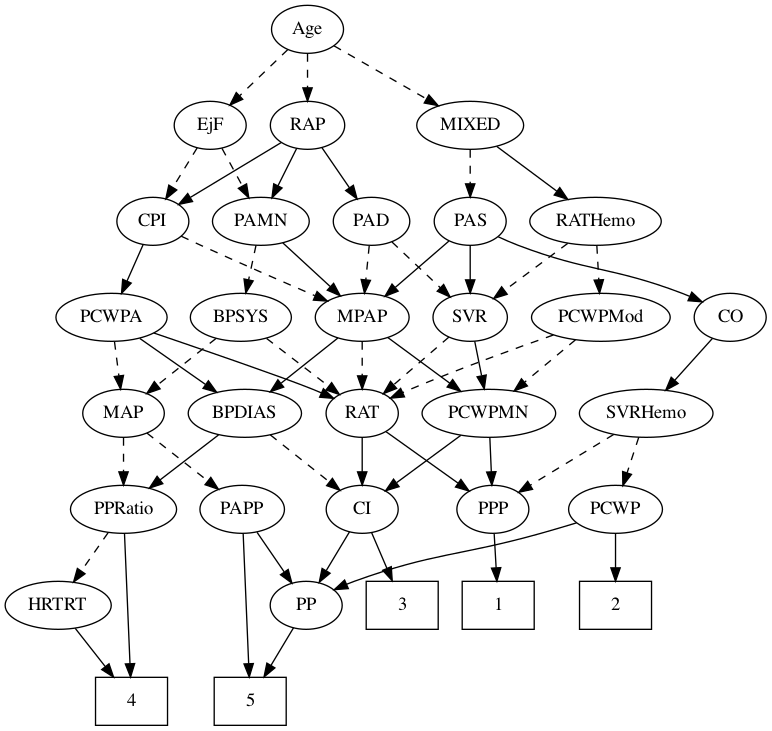 Age
EjF RAP MIXED
CPI PAMN PAD PAS RATHemo
PCWPA BPSYS MPAP SVR PCWPMod CO
MAP BPDIAS RAT PCWPMN SVRHemo
PPRatio PAPP CI PPP PCWP
HRTRT PP 3 1 2
4 5